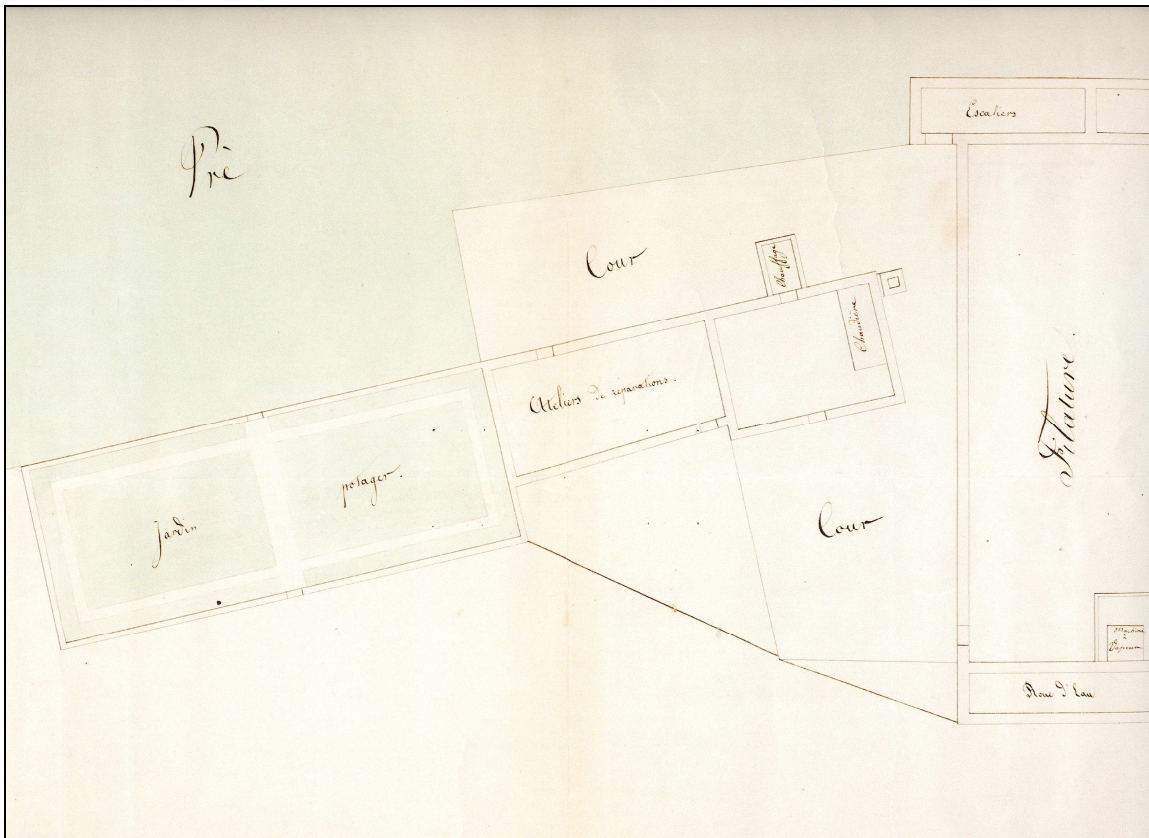 Pré
Escaliers
Cour
Chauffage
Chaudière
Ateliers de réparations.
Filature.
Jardin
potager.
Cour
Machine
à
Vapeur
Roue d'Eau